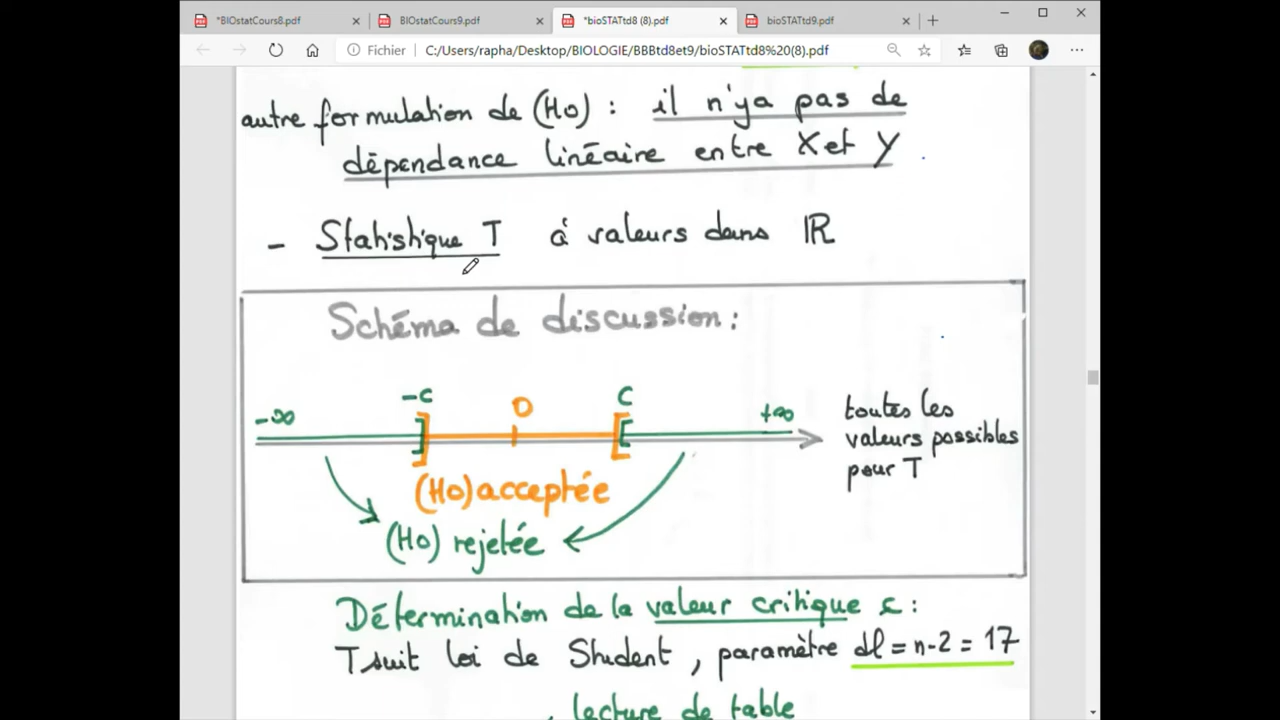 *BIOstatCours8.pdf
BIOstatCours9.pdf
*bioSTATtd8 (8).pdf
bioSTATtd9.pdf
Fichier
C:/Users/rapha/Desktop/BIOLOGIE/BBBtd8et9/bioSTATtd8%20(8).pdf
autre formulation de (Ho) : il n'ya pas de
dépendance linéaire entre X et Y
- Statistique T à valeurs dans ℝ
Schéma de discussion :
-∞ -c 0 c +∞
toutes les
valeurs possibles
pour T
(Ho) acceptée
(Ho) rejetée
Détermination de la valeur critique c :
T suit loi de Student, paramètre dl = n-2 = 17
, lecture de table